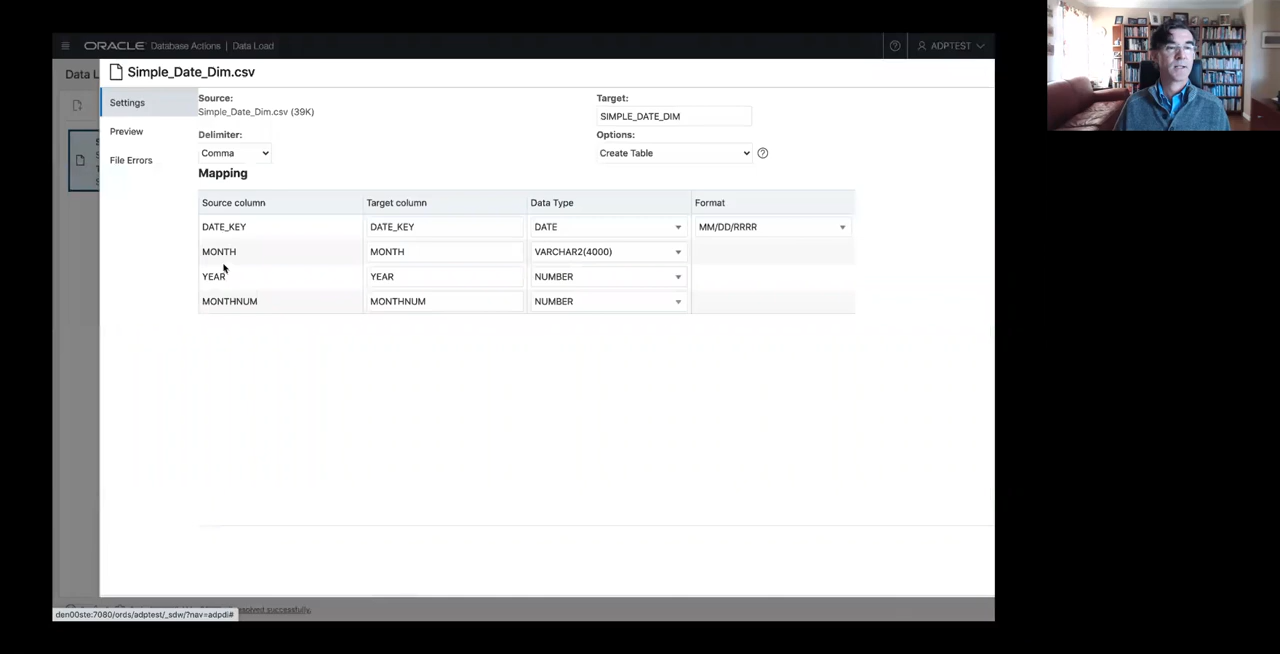 ORACLE Database Actions | Data Load
ADPTEST
Data L
Simple_Date_Dim.csv
Settings
Preview
File Errors
Source:
Simple_Date_Dim.csv (39K)
Target:
SIMPLE_DATE_DIM
Delimiter:
Comma
Options:
Create Table
Mapping
Source column Target column Data Type Format
DATE_KEY DATE_KEY DATE MM/DD/RRRR
MONTH MONTH VARCHAR2(4000)
YEAR YEAR NUMBER
MONTHNUM MONTHNUM NUMBER
den00ste:7080/ords/adptest/_sdw/?nav=adpdi#
successfully.